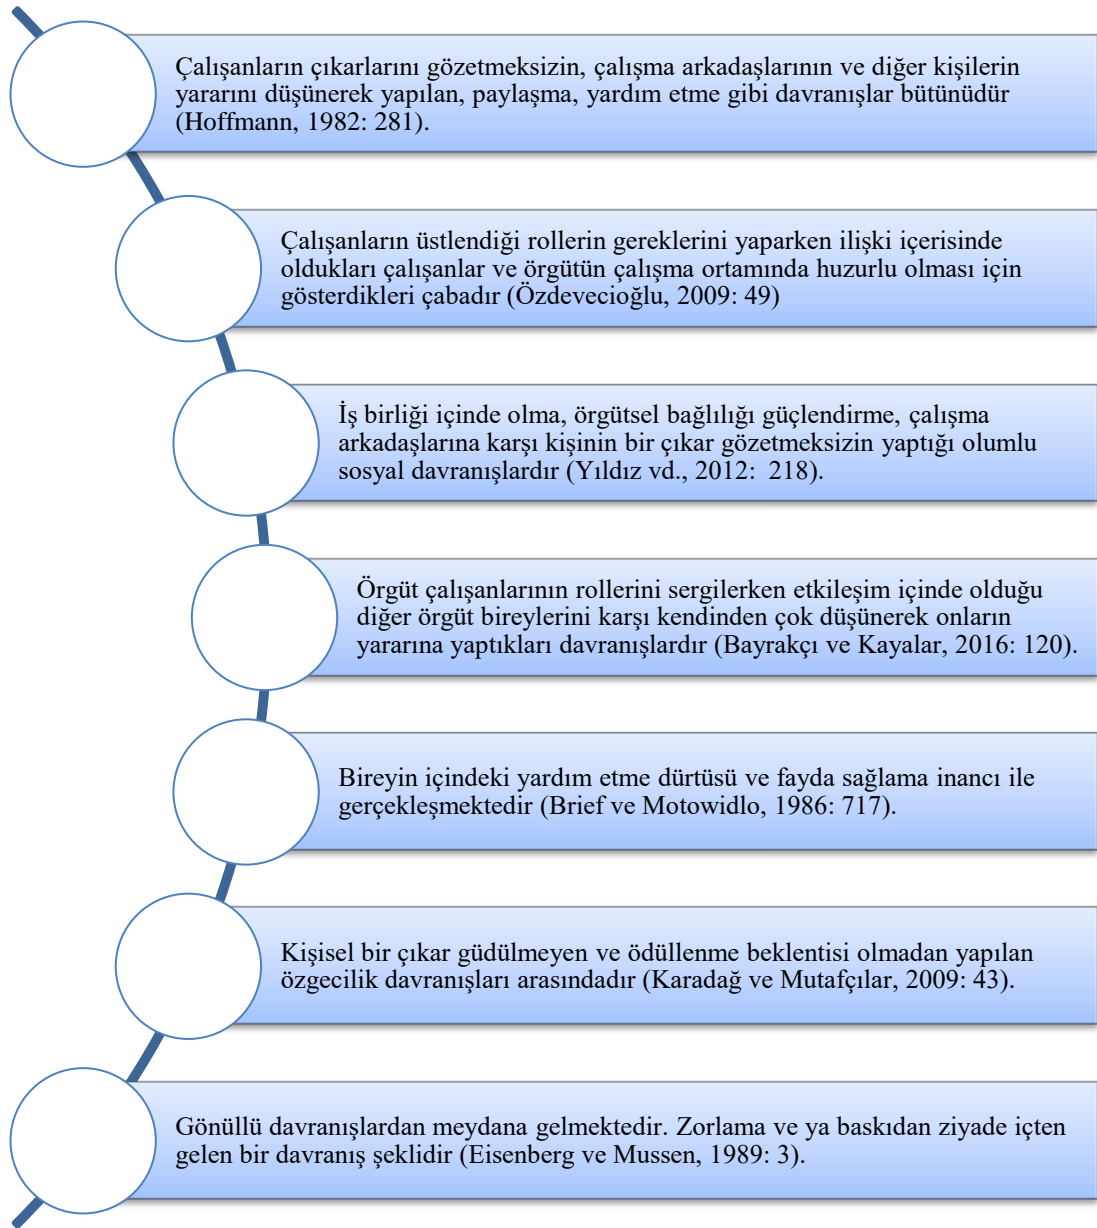 Çalışanların çıkarlarını gözetmeksizin, çalışma arkadaşlarının ve diğer kişilerin
yararını düşünerek yapılan, paylaşma, yardım etme gibi davranışlar bütünüdür
(Hoffmann, 1982: 281).
Çalışanların üstlendiği rollerin gereklerini yaparken ilişki içerisinde
oldukları çalışanlar ve örgütün çalışma ortamında huzurlu olması için
gösterdikleri çabadır (Özdevecioğlu, 2009: 49)
İş birliği içinde olma, örgütsel bağlılığı güçlendirme, çalışma
arkadaşlarına karşı kişinin bir çıkar gözetmeksizin yaptığı olumlu
sosyal davranışlardır (Yıldız vd., 2012: 218).
Örgüt çalışanlarının rollerini sergilerken etkileşim içinde olduğu
diğer örgüt bireylerini karşı kendinden çok düşünerek onların
yararına yaptıkları davranışlardır (Bayrakçı ve Kayalar, 2016: 120).
Bireyin içindeki yardım etme dürtüsü ve fayda sağlama inancı ile
gerçekleşmektedir (Brief ve Motowidlo, 1986: 717).
Kişisel bir çıkar güdülmeyen ve ödüllenme beklentisi olmadan yapılan
özgecilik davranışları arasındadır (Karadağ ve Mutafçılar, 2009: 43).
Gönüllü davranışlardan meydana gelmektedir. Zorlama ve ya baskıdan ziyade içten
gelen bir davranış şeklidir (Eisenberg ve Mussen, 1989: 3).